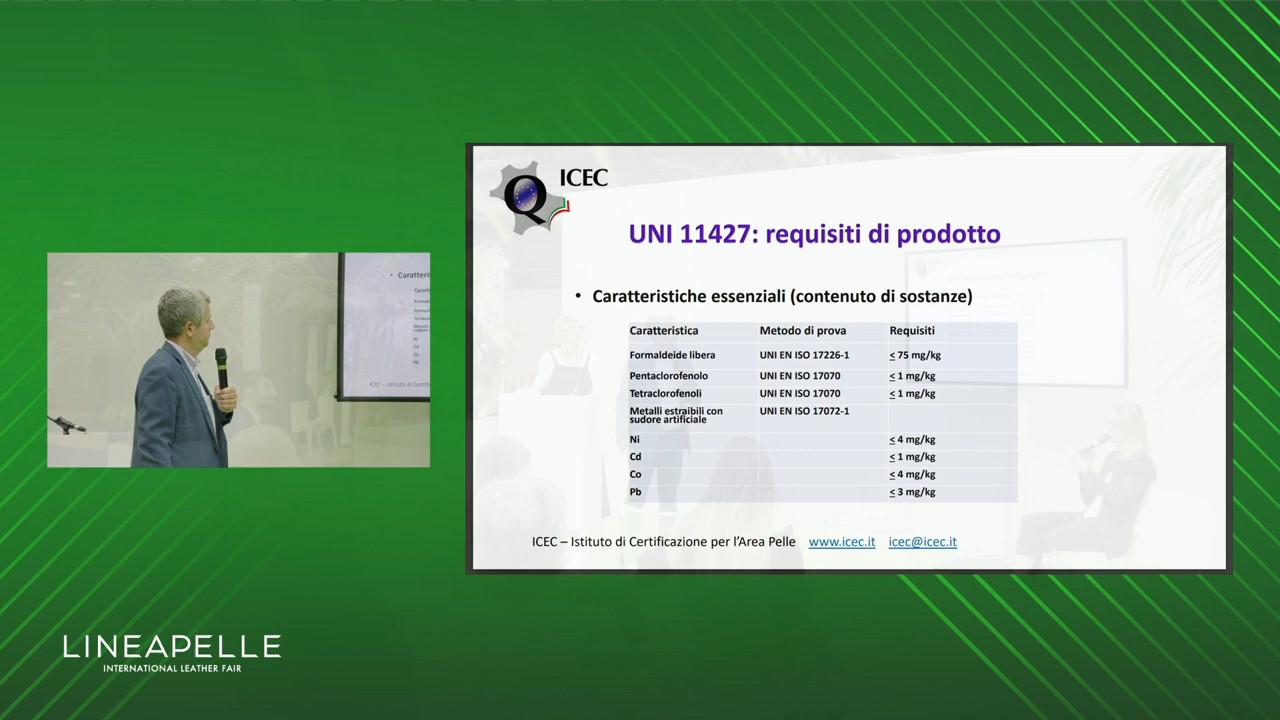 ICEC
UNI 11427: requisiti di prodotto
• Caratteristiche essenziali (contenuto di sostanze)
Caratteristica Metodo di prova Requisiti
Formaldeide libera UNI EN ISO 17226-1 ≤ 75 mg/kg
Pentaclorofenolo UNI EN ISO 17070 ≤ 1 mg/kg
Tetraclorofenoli UNI EN ISO 17070 ≤ 1 mg/kg
Metalli estraibili con UNI EN ISO 17072-1
sudore artificiale
Ni ≤ 4 mg/kg
Cd ≤ 1 mg/kg
Co ≤ 4 mg/kg
Pb ≤ 3 mg/kg
ICEC – Istituto di Certificazione per l'Area Pelle www.icec.it icec@icec.it
LINEAPELLE
INTERNATIONAL LEATHER FAIR